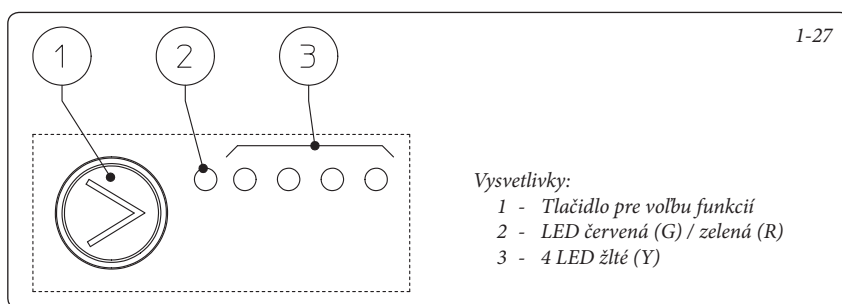 1-27
1 2 3
Vysvetlivky:
1 - Tlačidlo pre voľbu funkcií
2 - LED červená (G) / zelená (R)
3 - 4 LED žlté (Y)